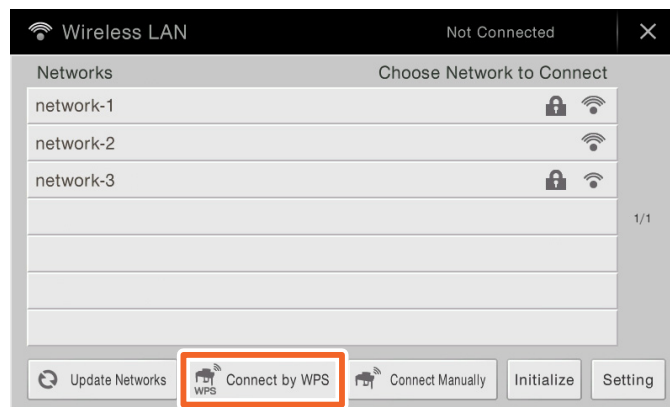 Wireless LAN Not Connected
Networks Choose Network to Connect
network-1
network-2
network-3
1/1
Update Networks WPS Connect by WPS Connect Manually Initialize Setting